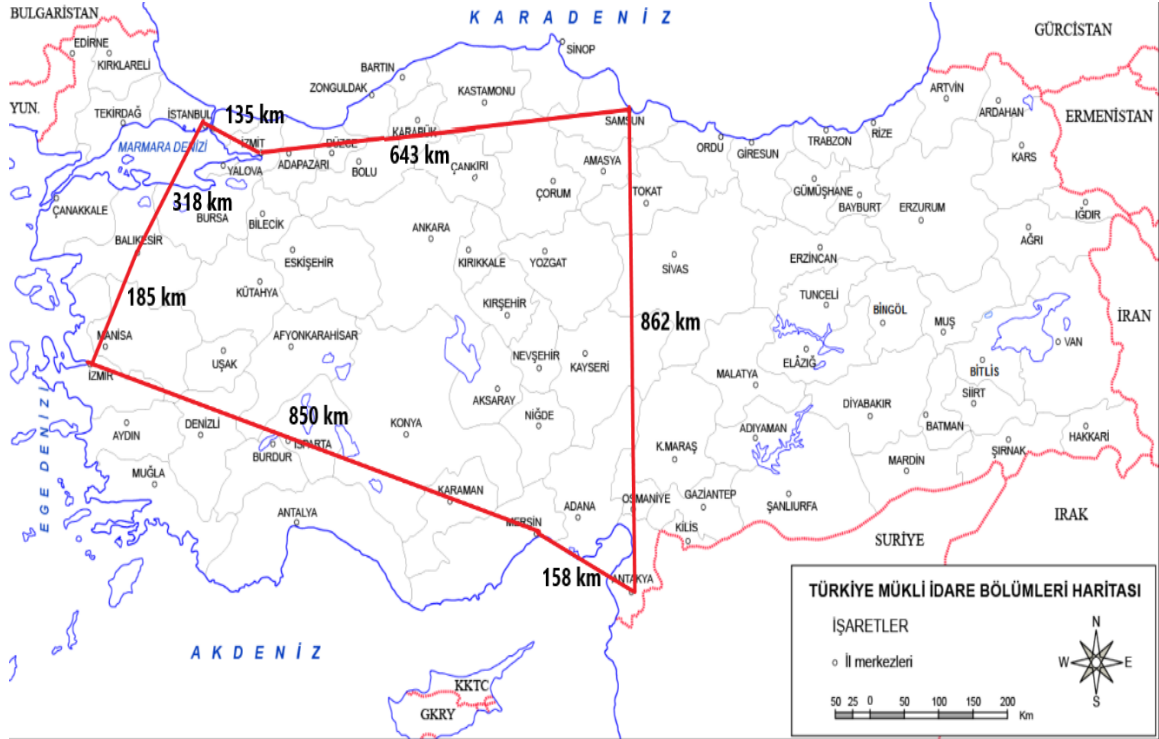 BULGARİSTAN
K A R A D E N İ Z
GÜRCİSTAN
EDİRNE
KIRKLARELİ
SİNOP
BARTIN
ZONGULDAK
KASTAMONU
ARTVİN
ARDAHAN
YUN.
TEKİRDAĞ
İSTANBUL
135 km
KARABÜK
SAMSUN
ERMENİSTAN
MARMARA DENİZİ
İZMİT
DÜZCE
643 km
ORDU
GİRESUN
TRABZON
RİZE
KARS
YALOVA
ADAPAZARI
BOLU
ÇANKIRI
AMASYA
ÇORUM
TOKAT
GÜMÜŞHANE
BAYBURT
ERZURUM
IĞDIR
ÇANAKKALE
318 km
BURSA
BİLECİK
ANKARA
AĞRI
BALIKESİR
ESKİŞEHİR
KIRIKKALE
YOZGAT
SİVAS
ERZİNCAN
KÜTAHYA
185 km
KIRŞEHİR
TUNCELİ
BİNGÖL
İRAN
862 km
MUŞ
MANİSA
AFYONKARAHİSAR
UŞAK
NEVŞEHİR
KAYSERİ
ELÂZIĞ
VAN
İZMİR
MALATYA
BİTLİS
AKSARAY
SİİRT
850 km
NİĞDE
DİYABAKIR
AYDIN
DENİZLİ
KONYA
BATMAN
ISPARTA
BURDUR
K.MARAŞ
ADIYAMAN
HAKKARİ
ŞIRNAK
MARDİN
EGE DENİZİ
MUĞLA
KARAMAN
ADANA
OSMANİYE
GAZİANTEP
ŞANLIURFA
ANTALYA
MERSİN
KİLİS
SURİYE
IRAK
158 km
ANTAKYA
A K D E N İ Z
KKTC
GKRY
TÜRKİYE MÜKLİ İDARE BÖLÜMLERİ HARİTASI
İŞARETLER
İl merkezleri
N
W
E
S
50 25 0 50 100 150 200
Km